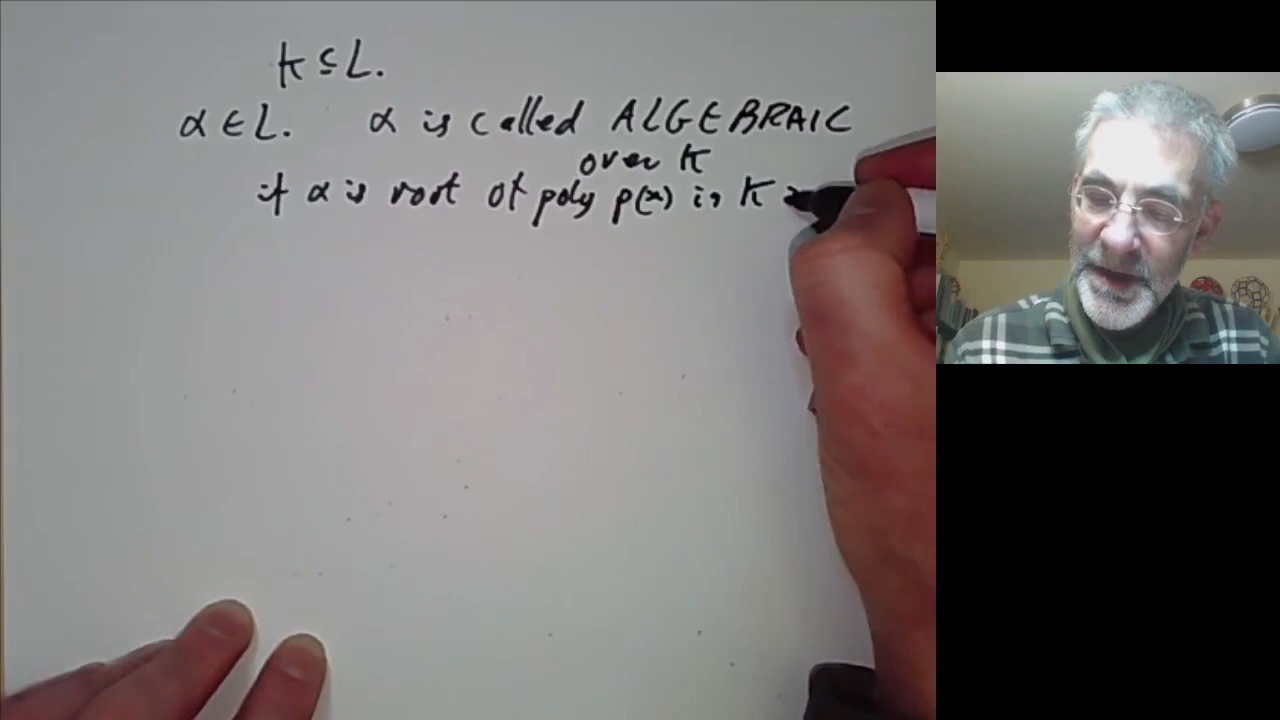 K ⊆ L.
α ∈ L. α is called ALGEBRAIC
over K
if α is root of poly p(x) in K